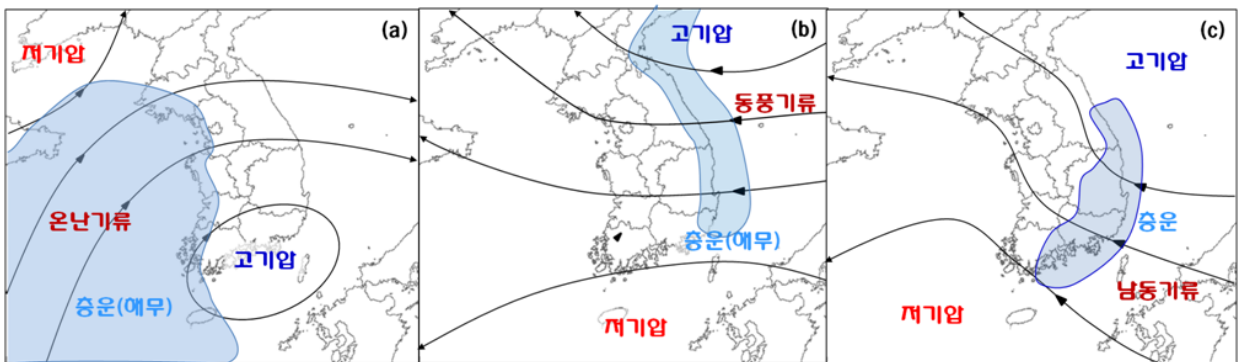 (a)
저기압
온난기류
고기압
층운(해무)
(b)
고기압
동풍기류
층운(해무)
저기압
(c)
고기압
층운
남동기류
저기압